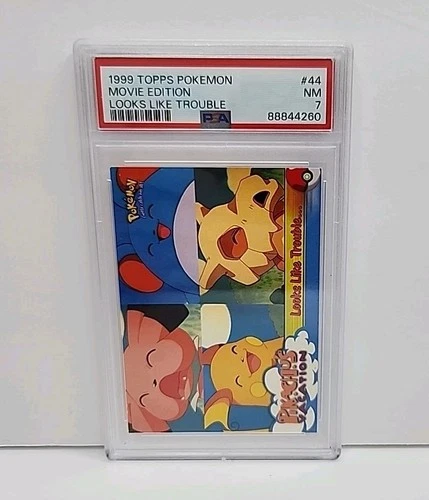 1999 TOPPS POKEMON #44
MOVIE EDITION NM
LOOKS LIKE TROUBLE 7
PSA 88844260
POKéMON
Looks Like Trouble...
PIKACHU'S
VACATION